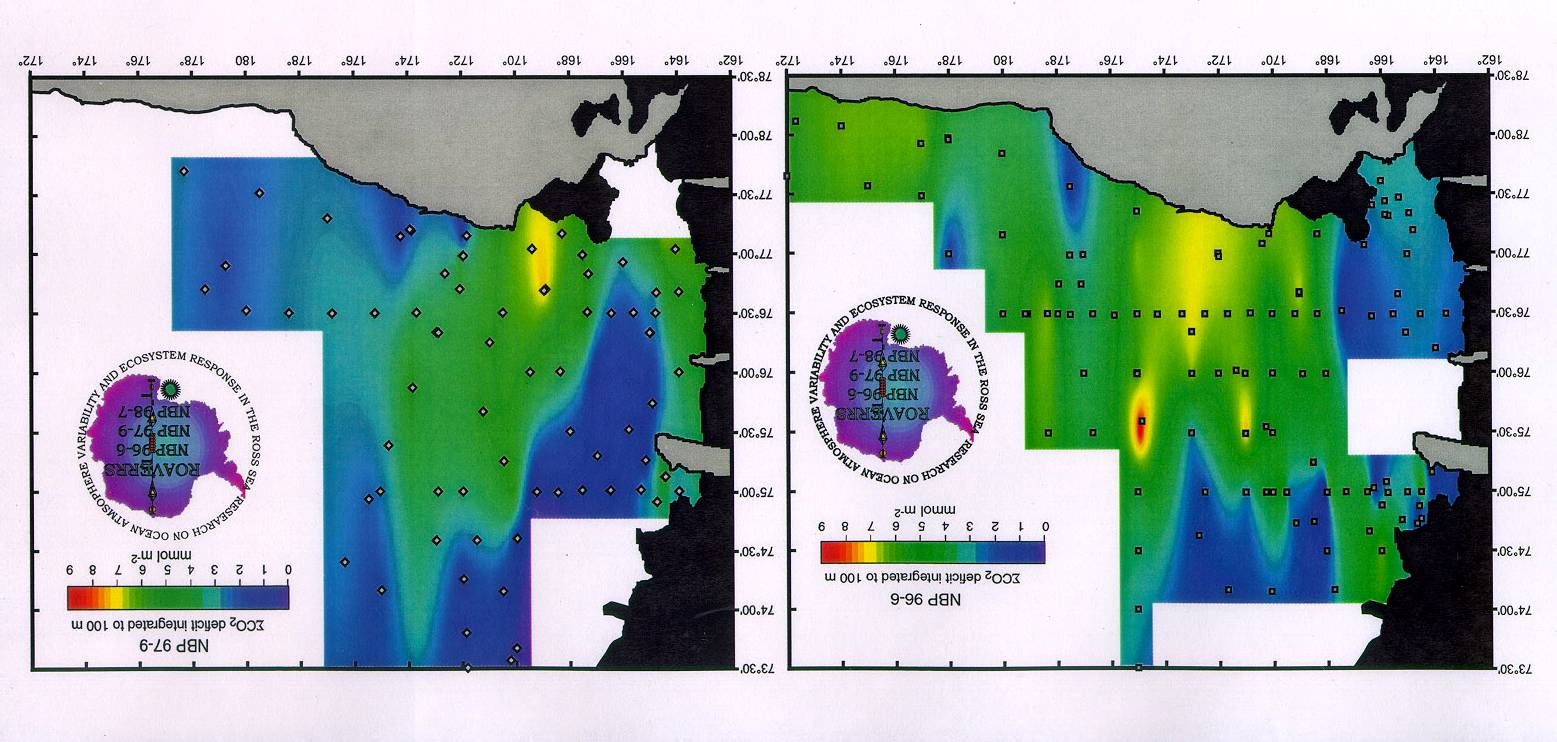 73°30'
74°00'
74°30'
75°00'
75°30'
76°00'
76°30'
77°00'
77°30'
78°00'
78°30'
NBP 96-6
ΣCO2 deficit integrated to 100 m
0 1 2 3 4 5 6 7 8 9
mmol m-2
RESEARCH ON OCEAN ATMOSPHERE VARIABILITY AND ECOSYSTEM RESPONSE IN THE ROSS SEA
ROAVERRS
NBP 96-6
NBP 97-9
NBP 98-7
162° 164° 166° 168° 170° 172° 174° 176° 178° 180 178° 176° 174° 172°
73°30'
74°00'
74°30'
75°00'
75°30'
76°00'
76°30'
77°00'
77°30'
78°00'
78°30'
NBP 97-9
ΣCO2 deficit integrated to 100 m
0 1 2 3 4 5 6 7 8 9
mmol m-2
RESEARCH ON OCEAN ATMSOPHERE VARIABILITY AND ECOSYSTEM RESPONSE IN THE ROSS SEA
ROAVERRS
NBP 96-6
NBP 97-9
NBP 98-7
162° 164° 166° 168° 170° 172° 174° 176° 178° 180 178° 176° 174° 172°